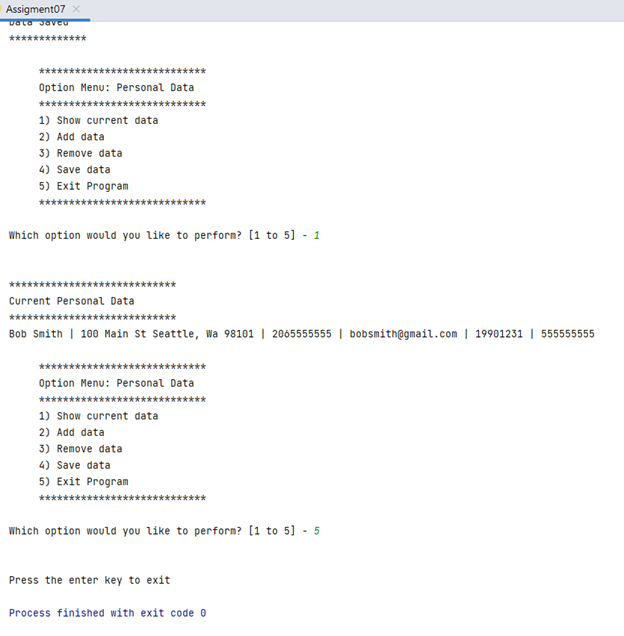 Assigment07
Data Saved
*************
****************************
Option Menu: Personal Data
****************************
1) Show current data
2) Add data
3) Remove data
4) Save data
5) Exit Program
****************************
Which option would you like to perform? [1 to 5] - 1
****************************
Current Personal Data
****************************
Bob Smith | 100 Main St Seattle, Wa 98101 | 2065555555 | bobsmith@gmail.com | 19901231 | 555555555
****************************
Option Menu: Personal Data
****************************
1) Show current data
2) Add data
3) Remove data
4) Save data
5) Exit Program
****************************
Which option would you like to perform? [1 to 5] - 5
Press the enter key to exit
Process finished with exit code 0